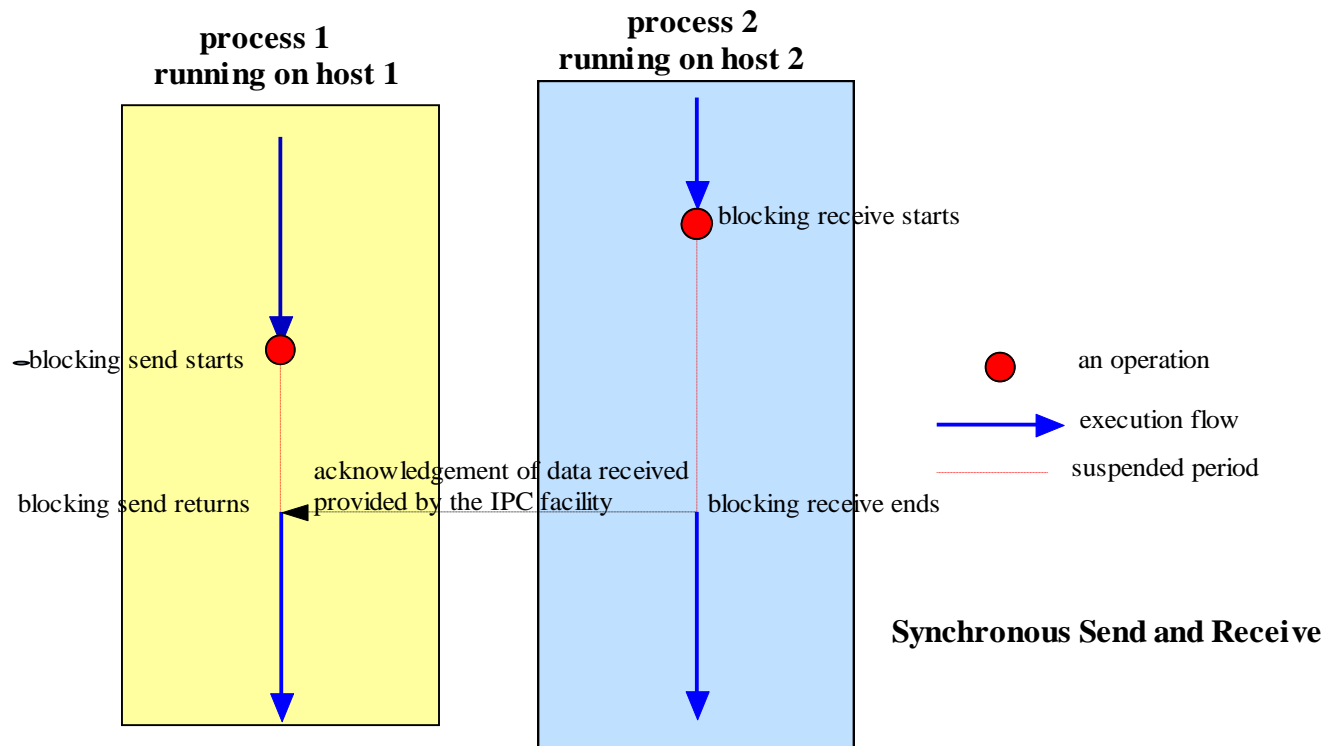 process 1
running on host 1
process 2
running on host 2
blocking receive starts
blocking send starts
an operation
execution flow
suspended period
acknowledgement of data received
provided by the IPC facility
blocking send returns
blocking receive ends
Synchronous Send and Receive